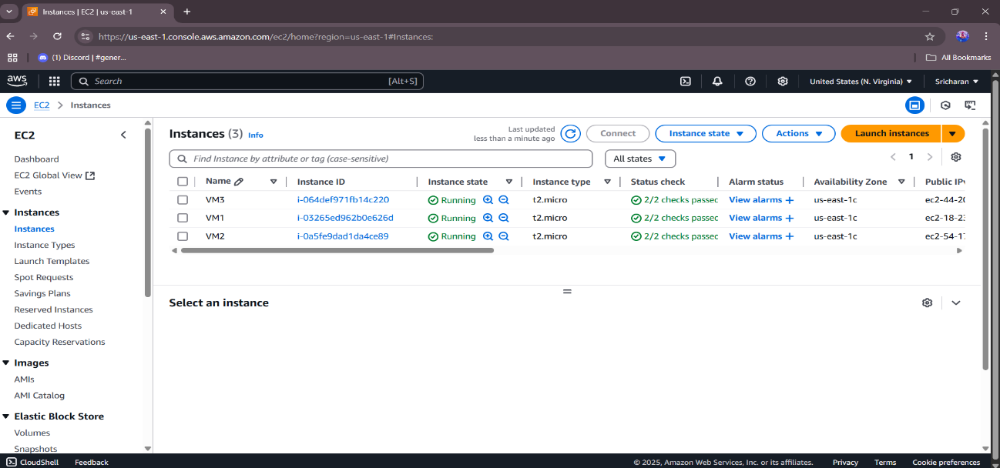 Instances | EC2 | us-east-1
https://us-east-1.console.aws.amazon.com/ec2/home?region=us-east-1#Instances:
(1) Discord | #gener...
All Bookmarks
aws
Search
[Alt+S]
United States (N. Virginia)
Sricharan
EC2
Instances
EC2
Dashboard
EC2 Global View
Events
Instances
Instances
Instance Types
Launch Templates
Spot Requests
Savings Plans
Reserved Instances
Dedicated Hosts
Capacity Reservations
Images
AMIs
AMI Catalog
Elastic Block Store
Volumes
Snapshots
Instances (3) Info
Last updated
less than a minute ago
Connect
Instance state
Actions
Launch instances
Find Instance by attribute or tag (case-sensitive)
All states
1
Name Instance ID Instance state Instance type Status check Alarm status Availability Zone Public IPv
VM3 i-064def971fb14c220 Running t2.micro 2/2 checks passed View alarms + us-east-1c ec2-44-20
VM1 i-03265ed962b0e626d Running t2.micro 2/2 checks passed View alarms + us-east-1c ec2-18-23
VM2 i-0a5fe9dad1da4ce89 Running t2.micro 2/2 checks passed View alarms + us-east-1c ec2-54-17
Select an instance
CloudShell Feedback © 2025, Amazon Web Services, Inc. or its affiliates. Privacy Terms Cookie preferences